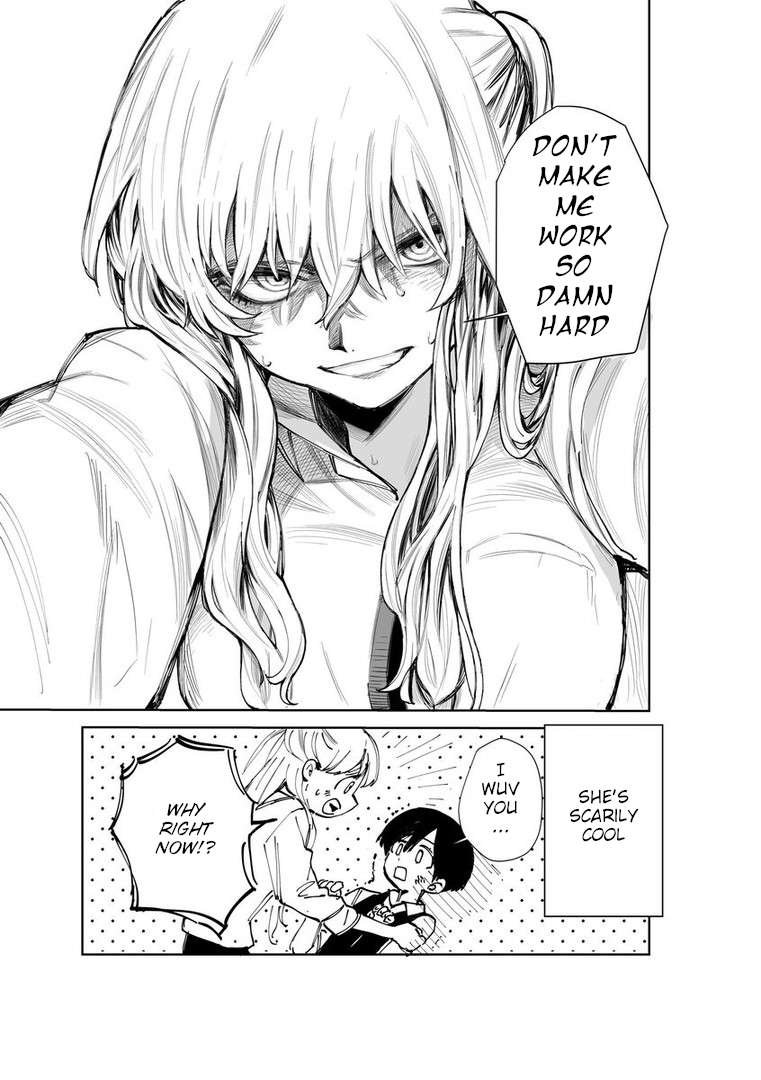 DON'T
MAKE
ME
WORK
SO
DAMN
HARD
SHE'S
SCARILY
COOL
I
WUV
YOU
...
WHY
RIGHT
NOW!?